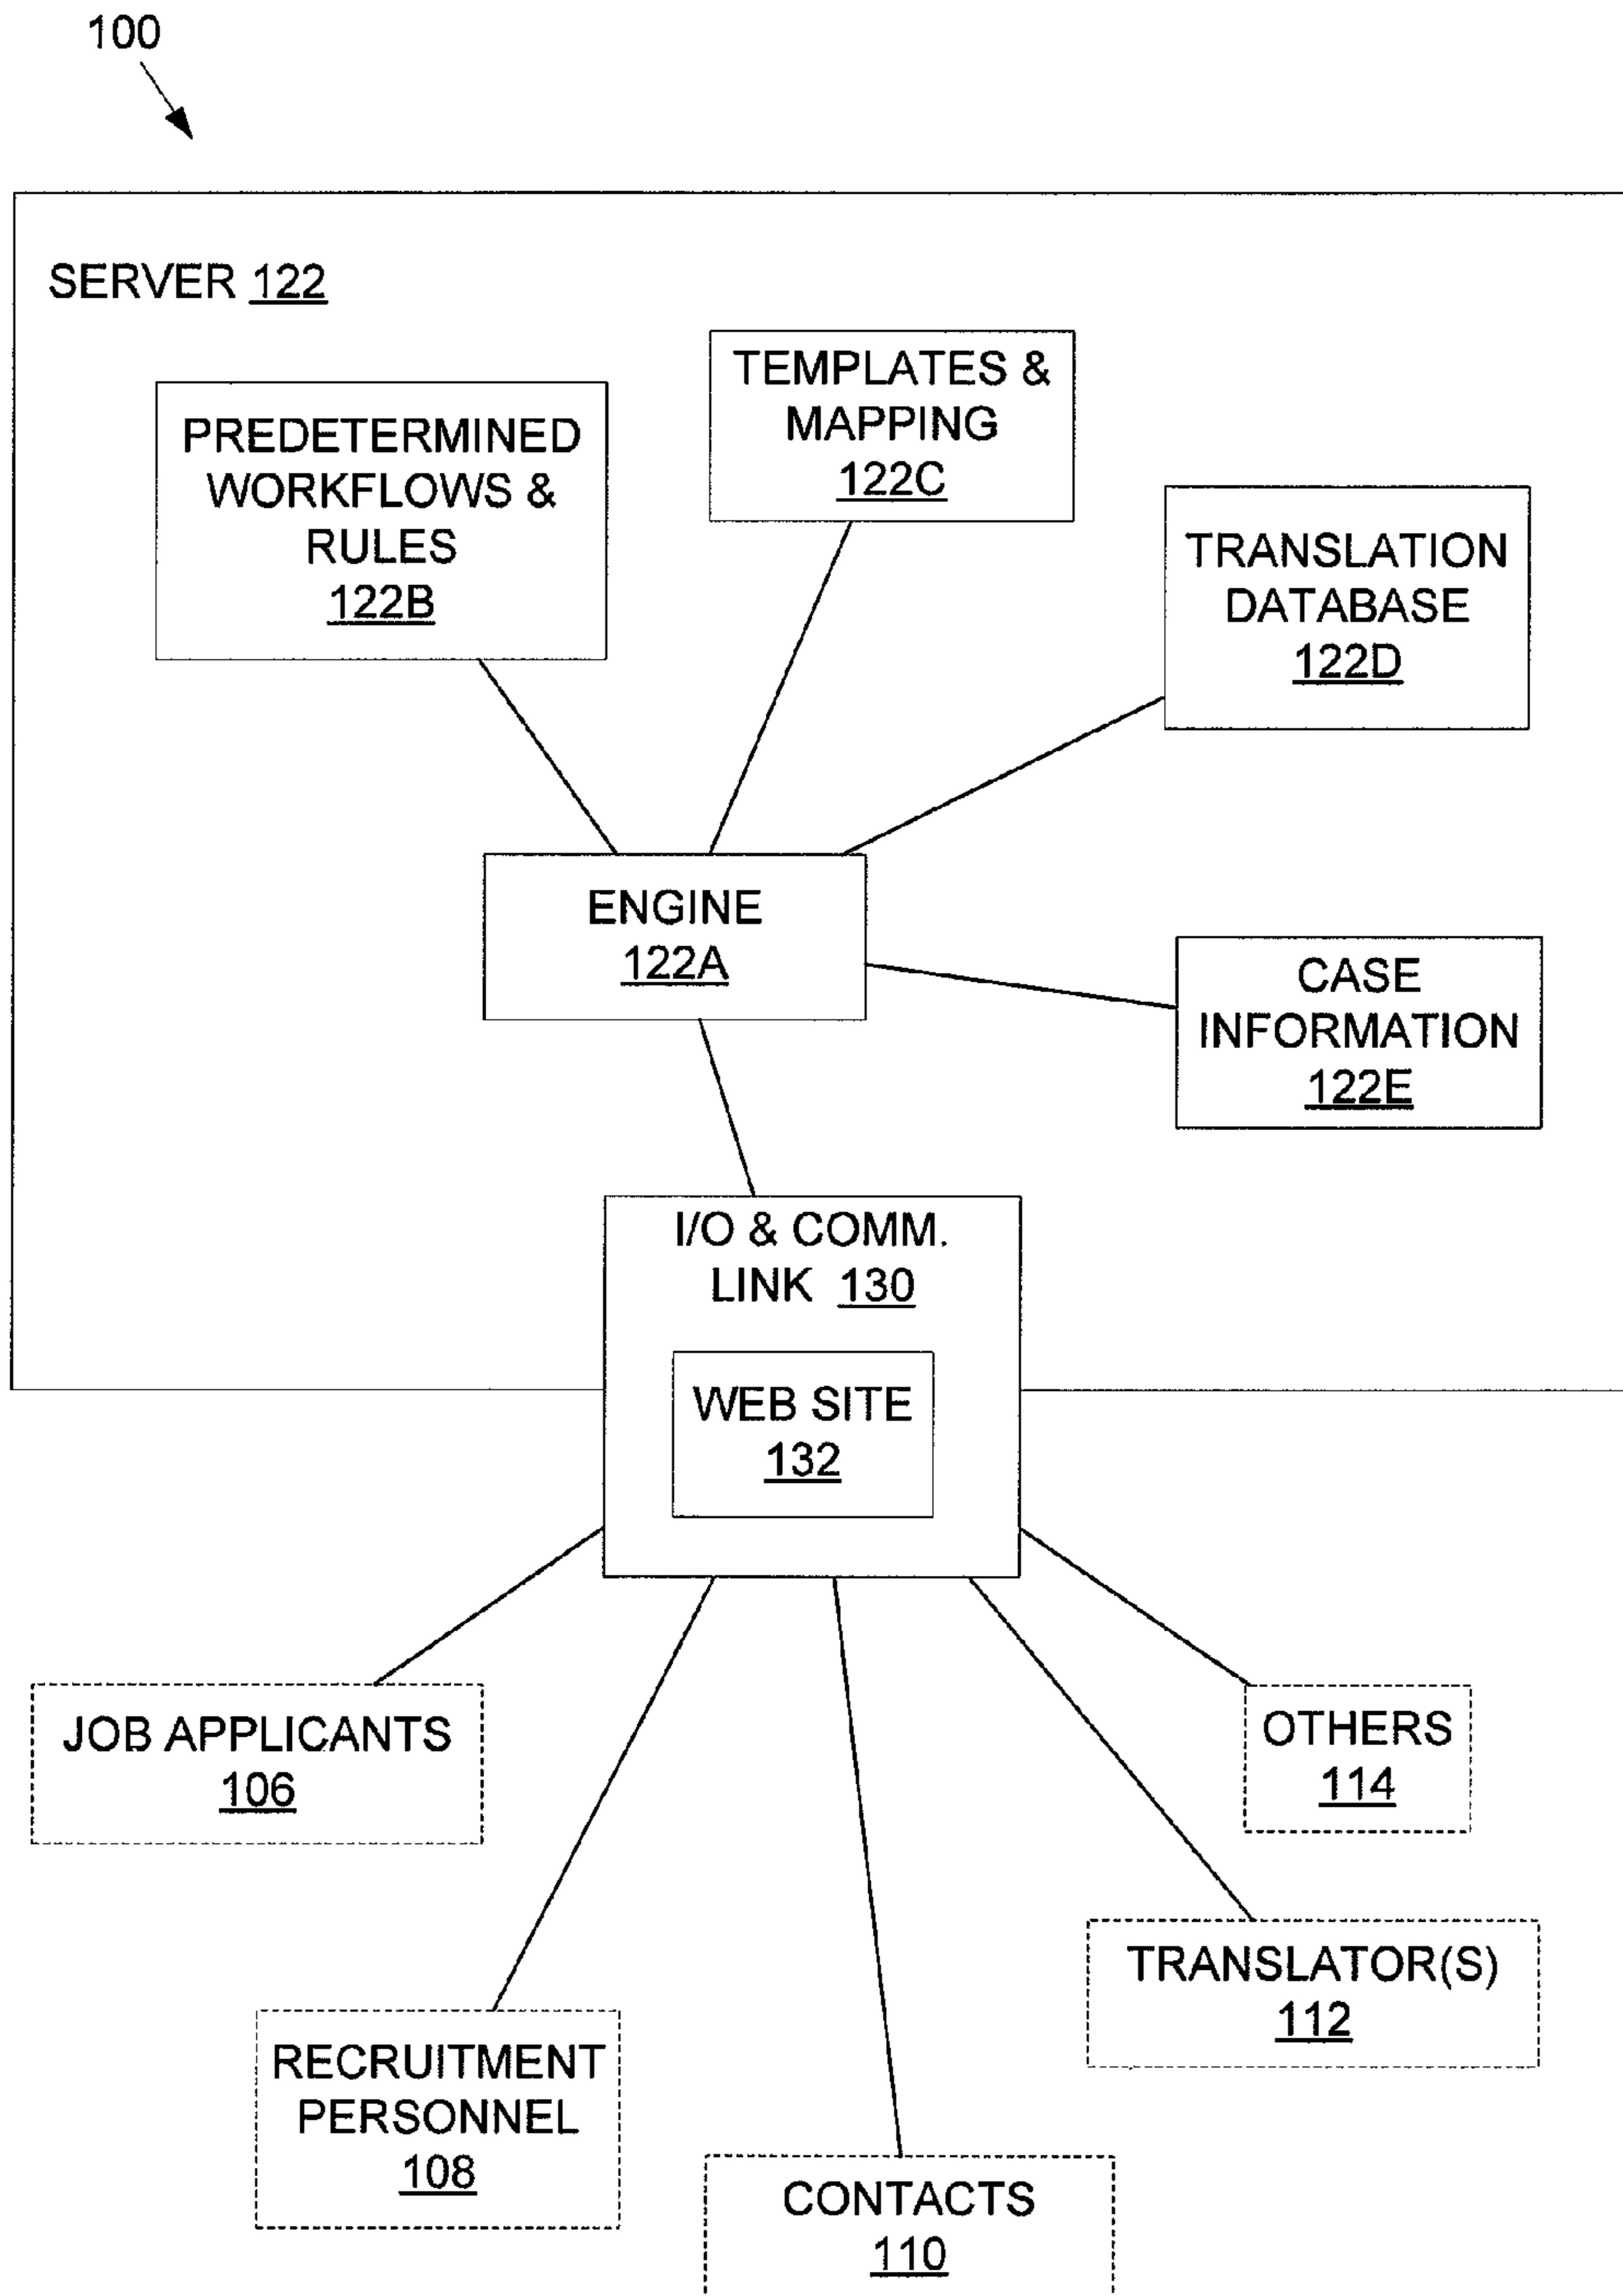 100
SERVER 122
TEMPLATES &
MAPPING
122C
PREDETERMINED
WORKFLOWS &
RULES
122B
TRANSLATION
DATABASE
122D
ENGINE
122A
CASE
INFORMATION
122E
I/O & COMM.
LINK 130
WEB SITE
132
JOB APPLICANTS
106
OTHERS
114
TRANSLATOR(S)
112
RECRUITMENT
PERSONNEL
108
CONTACTS
110